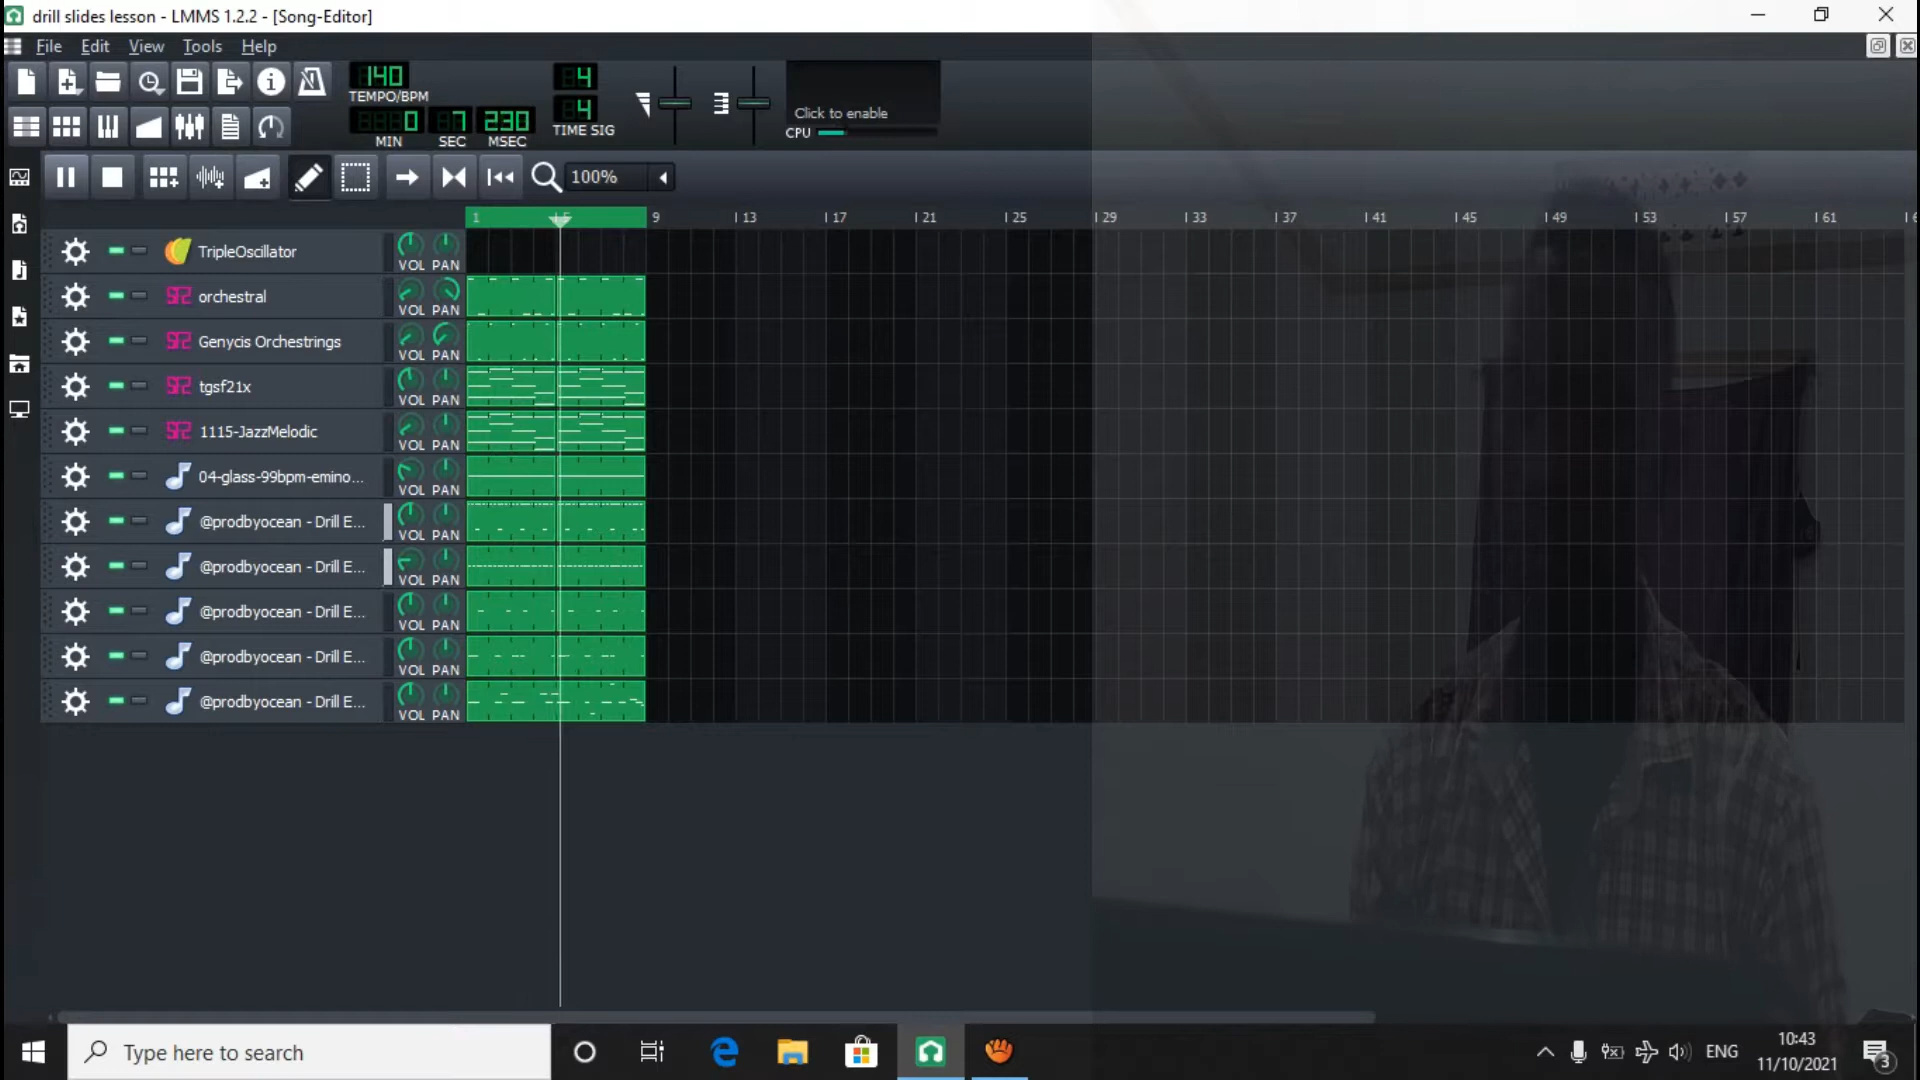 drill slides lesson - LMMS 1.2.2 - [Song-Editor]
File Edit View Tools Help
140
TEMPO/BPM
0 7 230
MIN SEC MSEC
4
4
TIME SIG
Click to enable
CPU
100%
1 5 9 13 17 21 25 29 33 37 41 45 49 53 57 61 6
TripleOscillator VOL PAN
orchestral VOL PAN
Genycis Orchestrings VOL PAN
tgsf21x VOL PAN
1115-JazzMelodic VOL PAN
04-glass-99bpm-emino... VOL PAN
@prodbyocean - Drill E... VOL PAN
@prodbyocean - Drill E... VOL PAN
@prodbyocean - Drill E... VOL PAN
@prodbyocean - Drill E... VOL PAN
@prodbyocean - Drill E... VOL PAN
Type here to search
ENG
10:43
11/10/2021
3